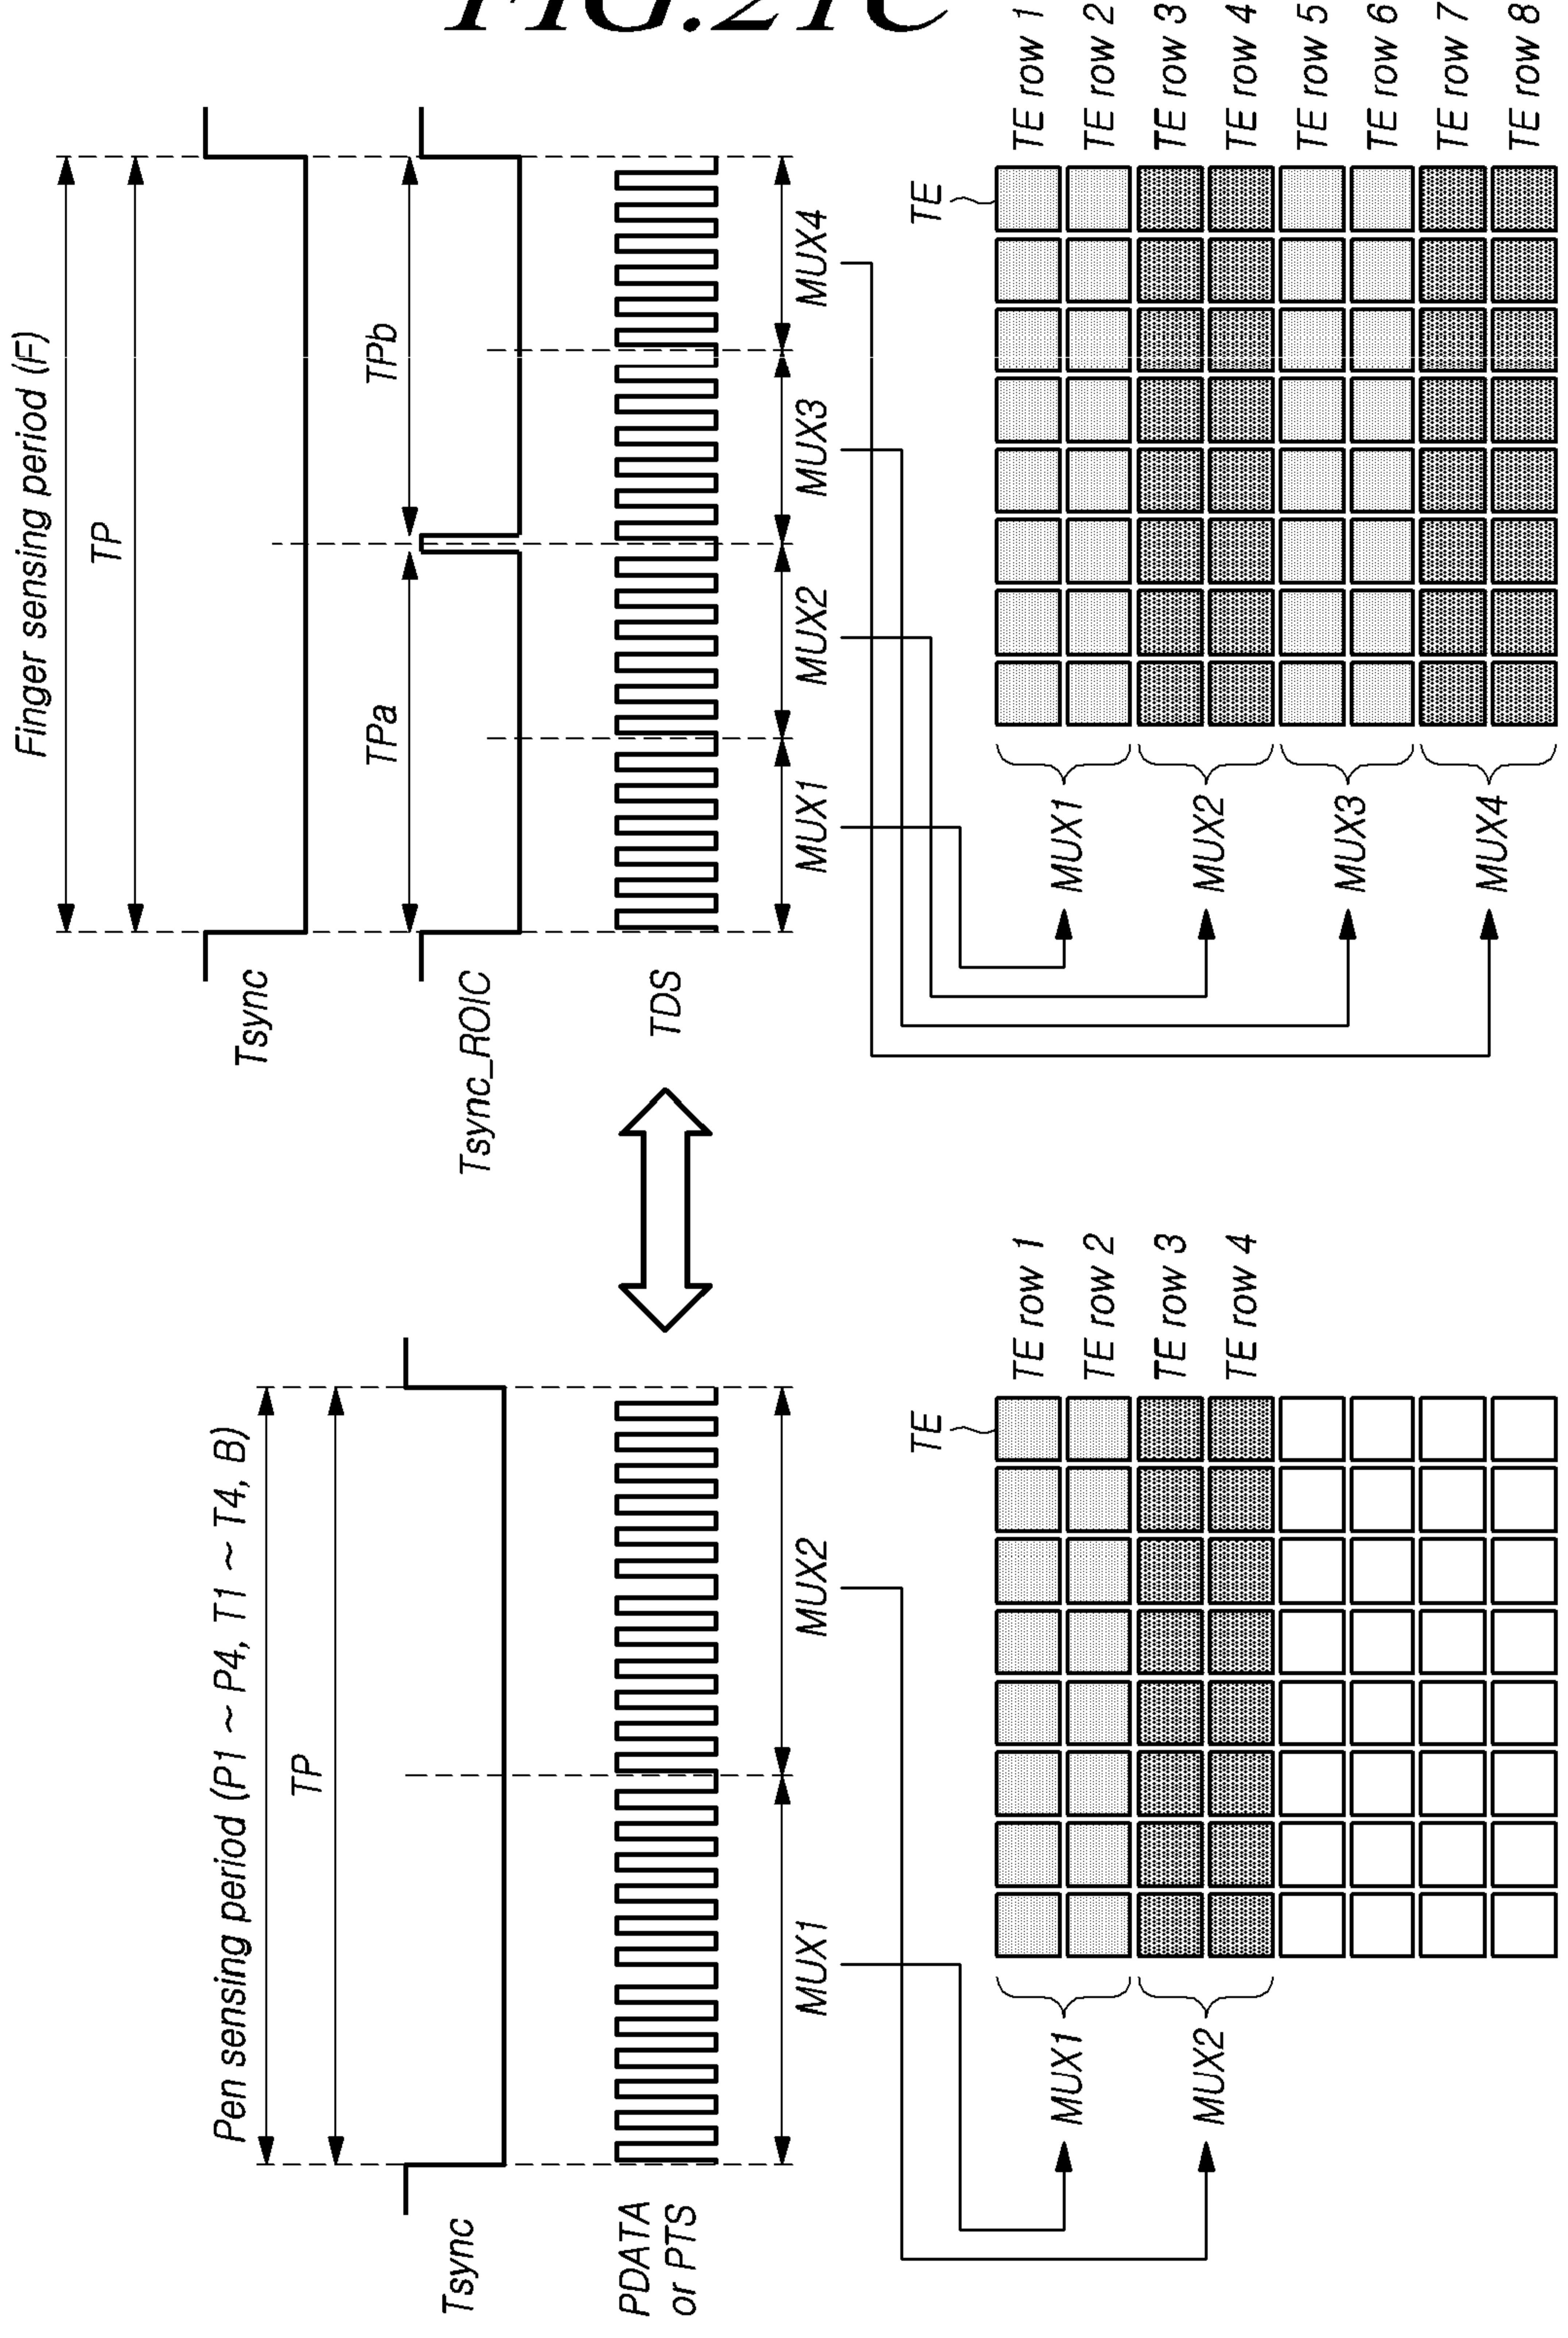 FIG.21C
Pen sensing period (P1 ~ P4, T1 ~ T4, B)
TP
Tsync
PDATA
or PTS
MUX1
MUX2
TE
MUX1
MUX2
TE row 1
TE row 2
TE row 3
TE row 4
Finger sensing period (F)
TP
Tsync
TPa
TPb
Tsync_ROIC
TDS
MUX1
MUX2
MUX3
MUX4
TE
MUX1
MUX2
MUX3
MUX4
TE row 1
TE row 2
TE row 3
TE row 4
TE row 5
TE row 6
TE row 7
TE row 8